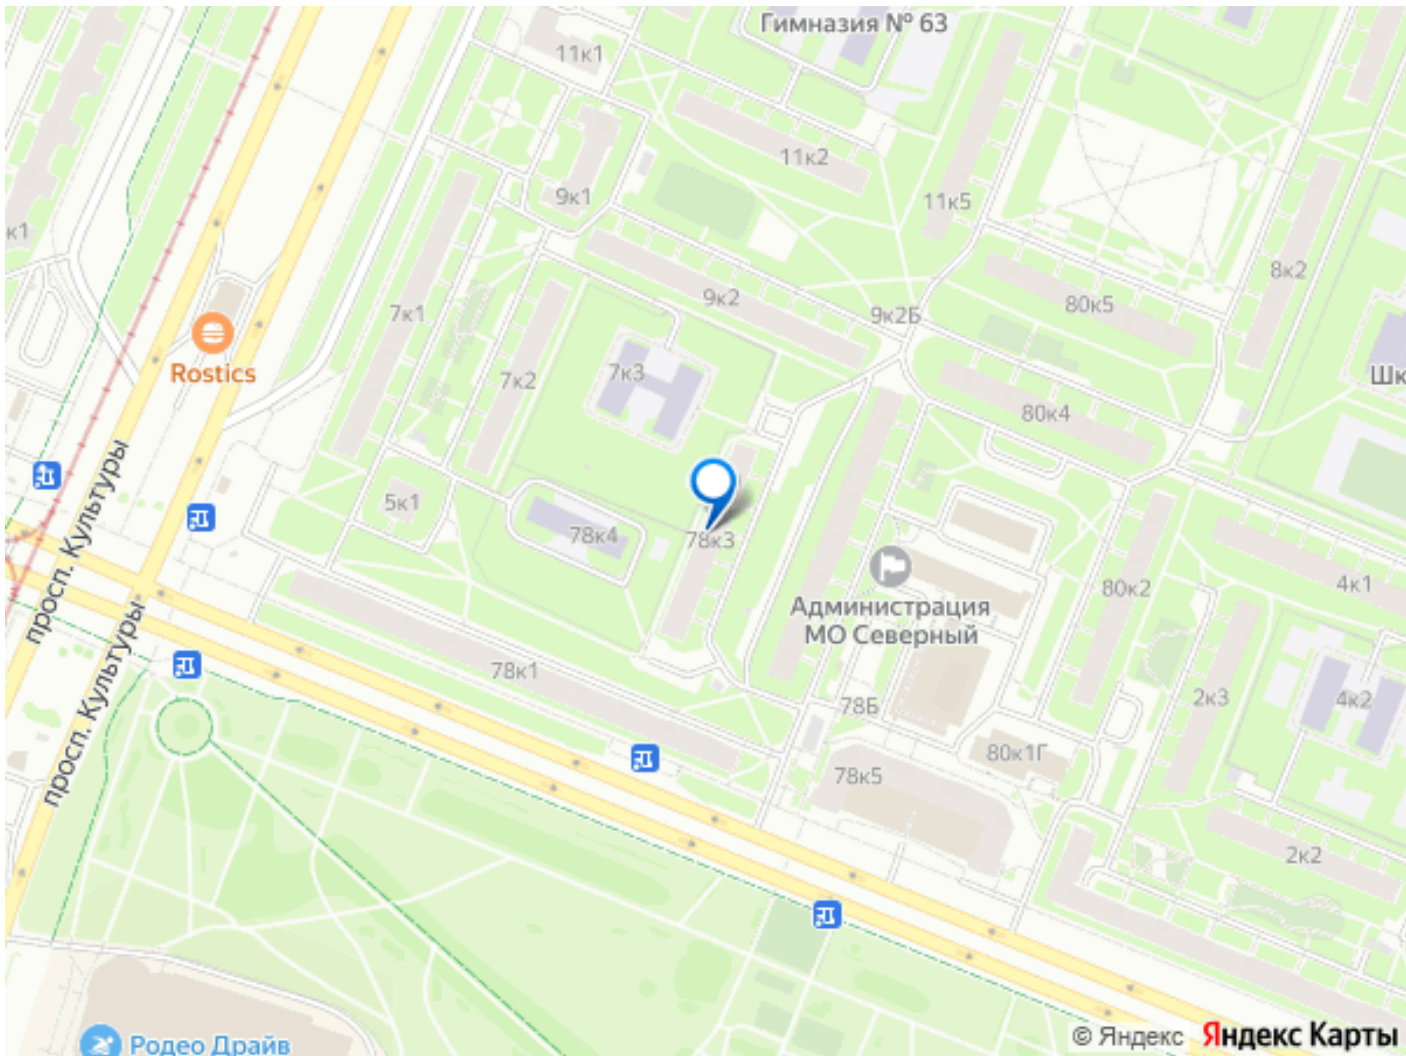 Гимназия № 63
11к1
11к2
9к1
11к5
к1
8к2
9к2
80к5
7к1
9к2Б
Rostics
7к2
7к3
Шк
80к4
5к1
просп. Культуры
78к4
78к3
4к1
80к2
Администрация
МО Северный
просп. Культуры
78к1
2к3
4к2
78Б
80к1Г
78к5
2к2
Родео Драйв
© Яндекс Яндекс Карты